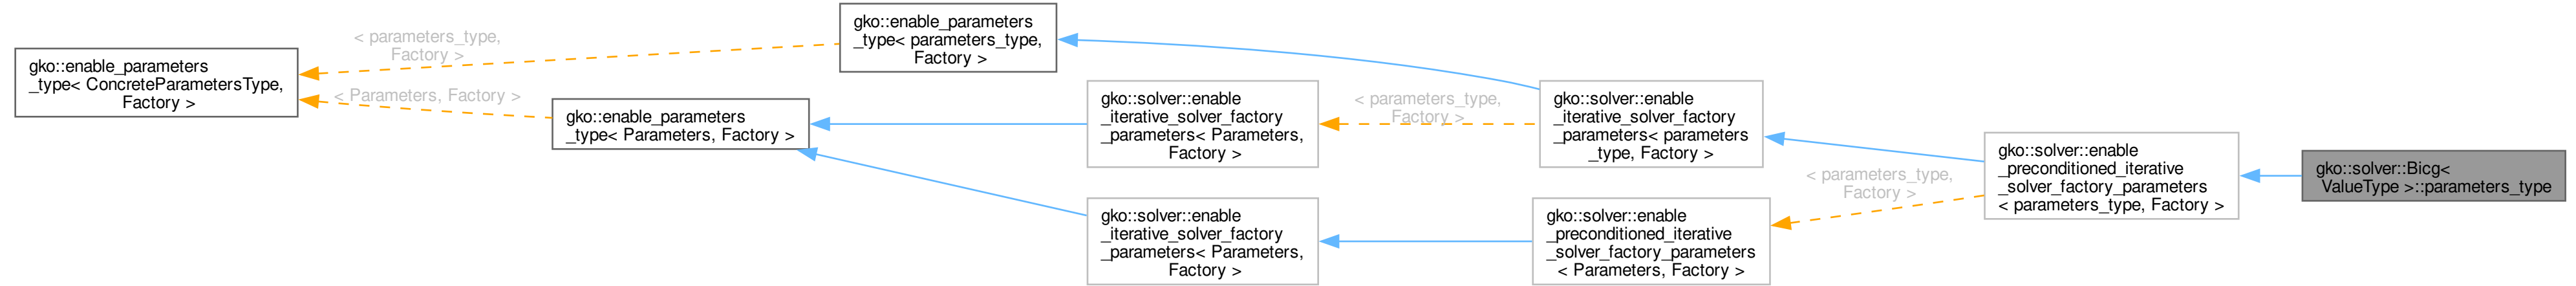 gko::enable_parameters
_type< ConcreteParametersType,
Factory >
< parameters_type,
Factory >
< Parameters, Factory >
gko::enable_parameters
_type< parameters_type,
Factory >
gko::enable_parameters
_type< Parameters, Factory >
gko::solver::enable
_iterative_solver_factory
_parameters< Parameters,
Factory >
gko::solver::enable
_iterative_solver_factory
_parameters< Parameters,
Factory >
< parameters_type,
Factory >
gko::solver::enable
_iterative_solver_factory
_parameters< parameters
_type, Factory >
gko::solver::enable
_preconditioned_iterative
_solver_factory_parameters
< Parameters, Factory >
< parameters_type,
Factory >
gko::solver::enable
_preconditioned_iterative
_solver_factory_parameters
< parameters_type, Factory >
gko::solver::Bicg<
ValueType >::parameters_type